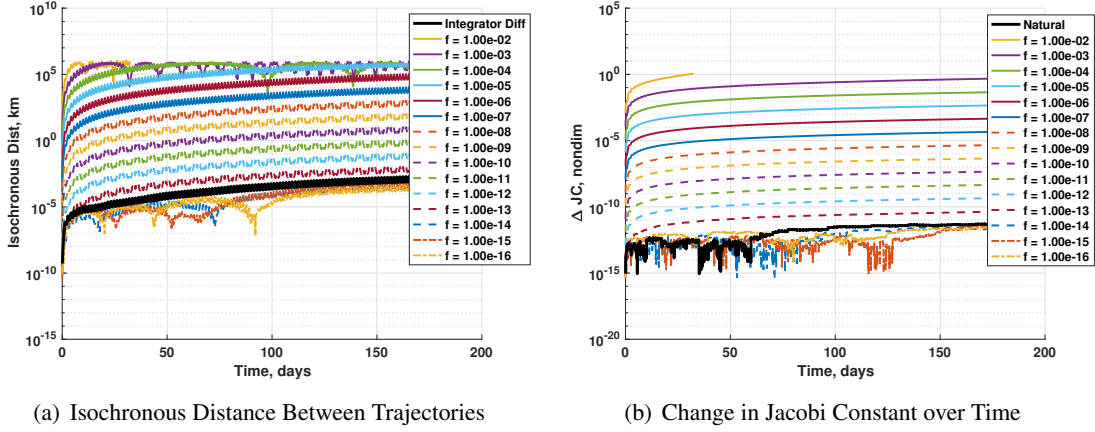 10^10
10^5
10^0
10^-5
10^-10
10^-15
Isochronous Dist, km
0
50
100
150
200
Time, days
Integrator Diff
f = 1.00e-02
f = 1.00e-03
f = 1.00e-04
f = 1.00e-05
f = 1.00e-06
f = 1.00e-07
f = 1.00e-08
f = 1.00e-09
f = 1.00e-10
f = 1.00e-11
f = 1.00e-12
f = 1.00e-13
f = 1.00e-14
f = 1.00e-15
f = 1.00e-16
(a) Isochronous Distance Between Trajectories
10^5
10^0
10^-5
10^-10
10^-15
10^-20
Δ JC, nondim
0
50
100
150
200
Time, days
Natural
f = 1.00e-02
f = 1.00e-03
f = 1.00e-04
f = 1.00e-05
f = 1.00e-06
f = 1.00e-07
f = 1.00e-08
f = 1.00e-09
f = 1.00e-10
f = 1.00e-11
f = 1.00e-12
f = 1.00e-13
f = 1.00e-14
f = 1.00e-15
f = 1.00e-16
(b) Change in Jacobi Constant over Time